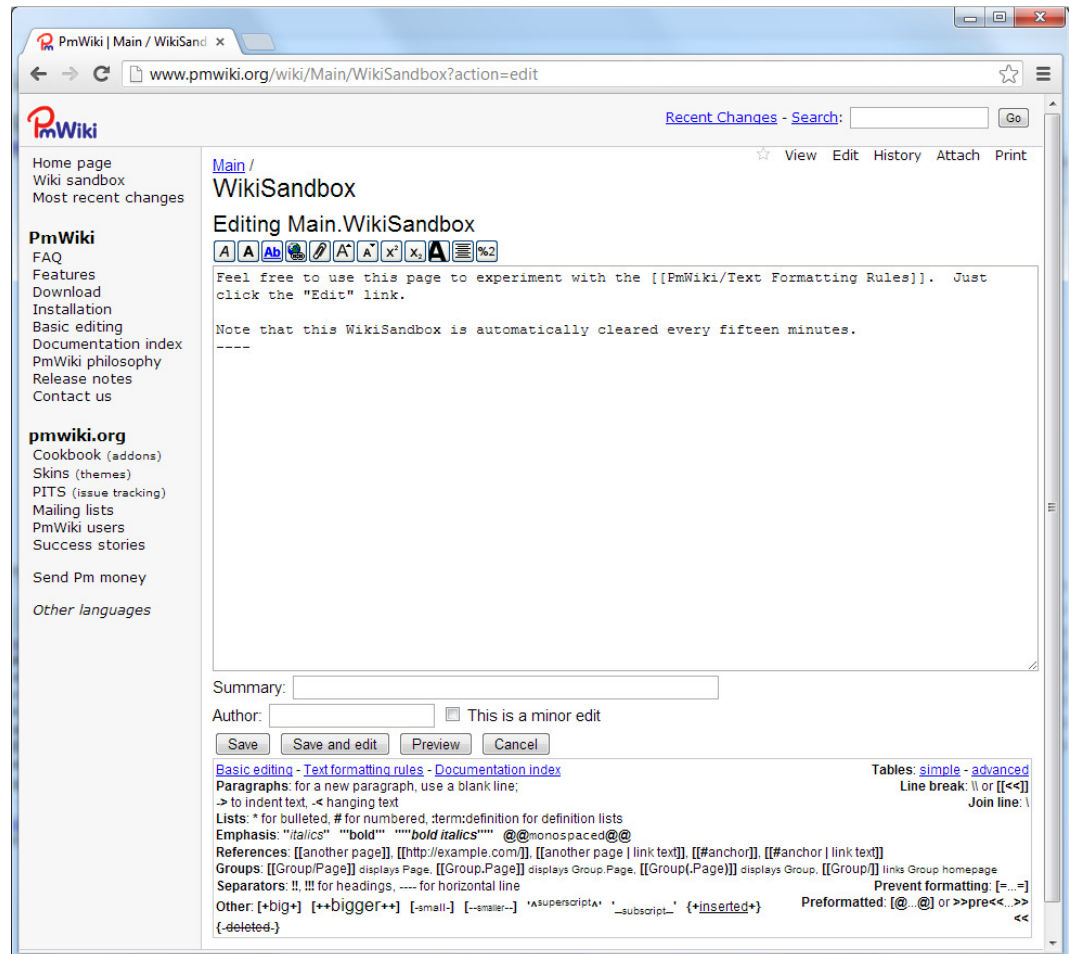 PmWiki | Main / WikiSand
www.pmwiki.org/wiki/Main/WikiSandbox?action=edit
PmWiki
Recent Changes - Search: Go
Home page
Wiki sandbox
Most recent changes
PmWiki
FAQ
Features
Download
Installation
Basic editing
Documentation index
PmWiki philosophy
Release notes
Contact us
pmwiki.org
Cookbook (addons)
Skins (themes)
PITS (issue tracking)
Mailing lists
PmWiki users
Success stories
Send Pm money
Other languages
View Edit History Attach Print
Main /
WikiSandbox
Editing Main.WikiSandbox
A A Ab A A x² x₂ A %2
Feel free to use this page to experiment with the [[PmWiki/Text Formatting Rules]]. Just
click the "Edit" link.
Note that this WikiSandbox is automatically cleared every fifteen minutes.
----
Summary:
Author: This is a minor edit
Save Save and edit Preview Cancel
Basic editing - Text formatting rules - Documentation index Tables: simple - advanced
Paragraphs: for a new paragraph, use a blank line; Line break: \\ or [[<<]]
-> to indent text, -< hanging text Join line: \
Lists: * for bulleted, # for numbered, :term:definition for definition lists
Emphasis: ''italics'' '''bold''' '''''bold italics''''' @@monospaced@@
References: [[another page]], [[http://example.com/]], [[another page | link text]], [[#anchor]], [[#anchor | link text]]
Groups: [[Group/Page]] displays Page, [[Group.Page]] displays Group.Page, [[Group(.Page)]] displays Group, [[Group/]] links Group homepage
Separators: !!, !!! for headings, ---- for horizontal line Prevent formatting: [=...=]
Other: [+big+] [++bigger++] [-small-] [--smaller--] '^superscript^' '_subscript_' {+inserted+} Preformatted: [@...@] or >>pre<<...>>
<<
{-deleted-}